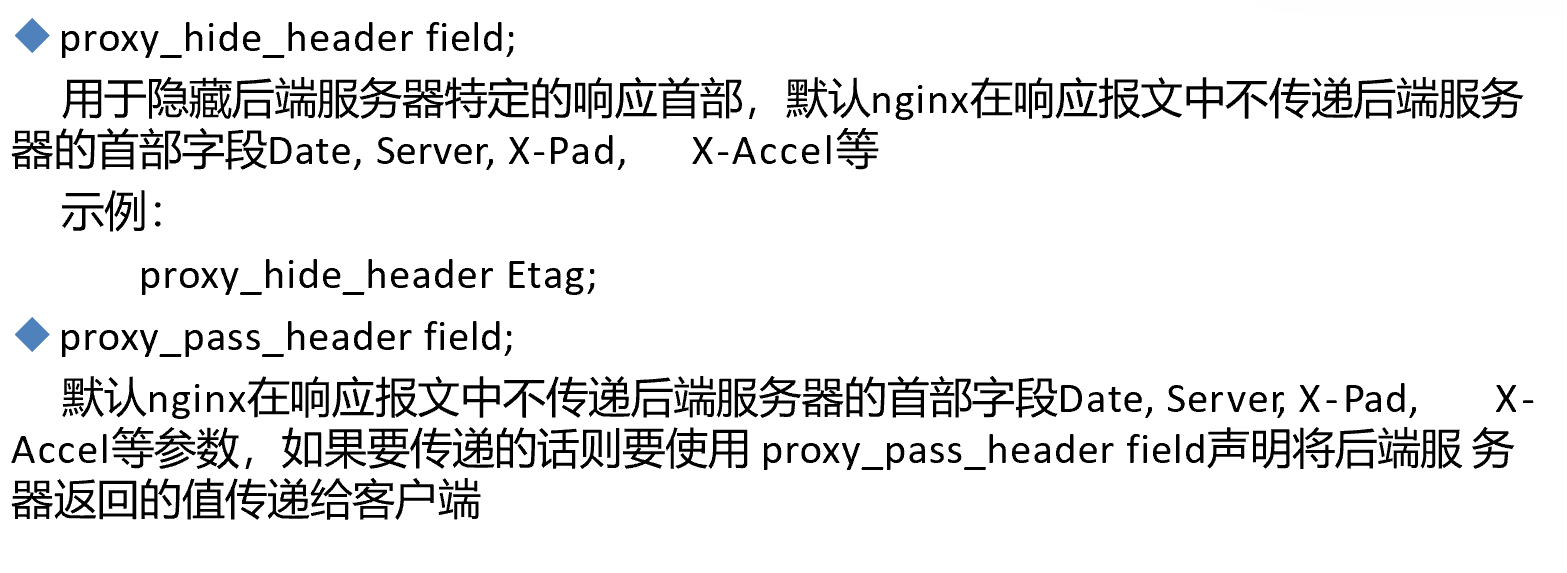 ◆ proxy_hide_header field;
用于隐藏后端服务器特定的响应首部，默认nginx在响应报文中不传递后端服务
器的首部字段Date, Server, X-Pad, X-Accel等
示例：
proxy_hide_header Etag;
◆ proxy_pass_header field;
默认nginx在响应报文中不传递后端服务器的首部字段Date, Server, X-Pad, X-
Accel等参数，如果要传递的话则要使用 proxy_pass_header field声明将后端服 务
器返回的值传递给客户端